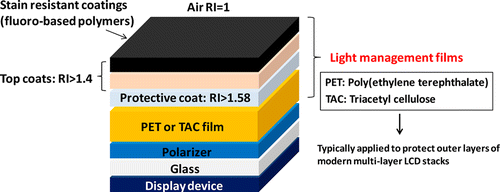 Stain resistant coatings
(fluoro-based polymers)
Air RI=1
Top coats: RI>1.4
Protective coat: RI>1.58
PET or TAC film
Polarizer
Glass
Display device
Light management films
PET: Poly(ethylene terephthalate)
TAC: Triacetyl cellulose
Typically applied to protect outer layers of
modern multi-layer LCD stacks